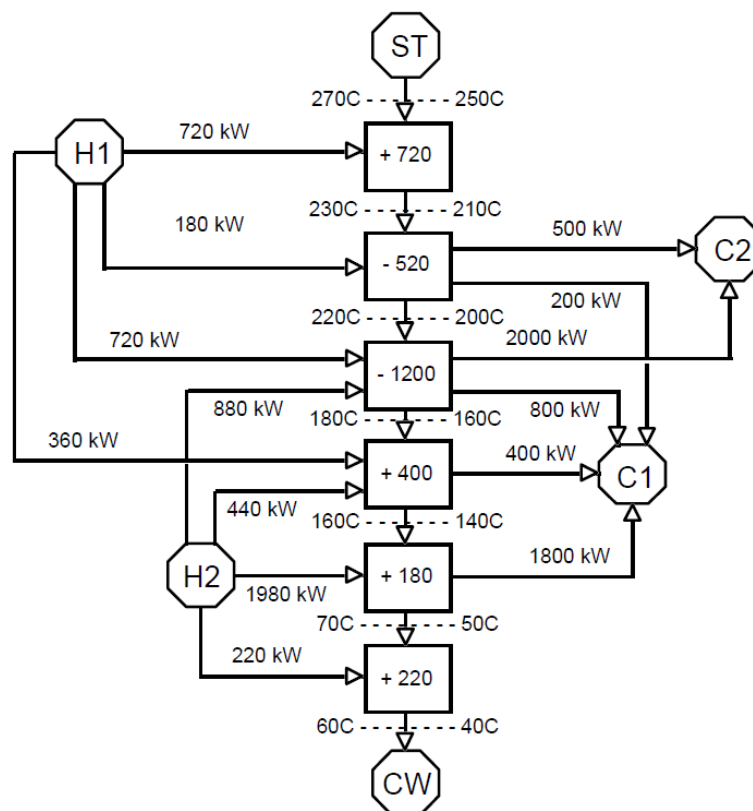 ST
270C
250C
720 kW
H1
+ 720
230C
210C
180 kW
500 kW
C2
- 520
200 kW
220C
200C
720 kW
2000 kW
- 1200
880 kW
800 kW
180C
160C
360 kW
+ 400
400 kW
C1
440 kW
160C
140C
H2
1980 kW
+ 180
1800 kW
70C
50C
220 kW
+ 220
60C
40C
CW